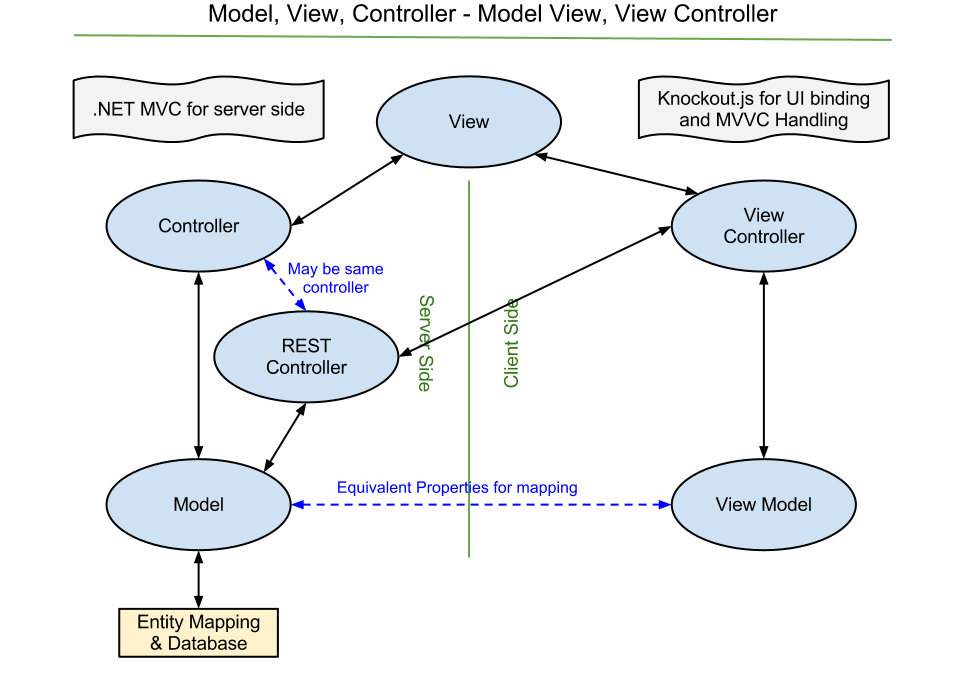 Model, View, Controller - Model View, View Controller
.NET MVC for server side
View
Knockout.js for UI binding
and MVVC Handling
Controller
View
Controller
May be same
controller
Server Side
Client Side
REST
Controller
Equivalent Properties for mapping
Model
View Model
Entity Mapping
& Database